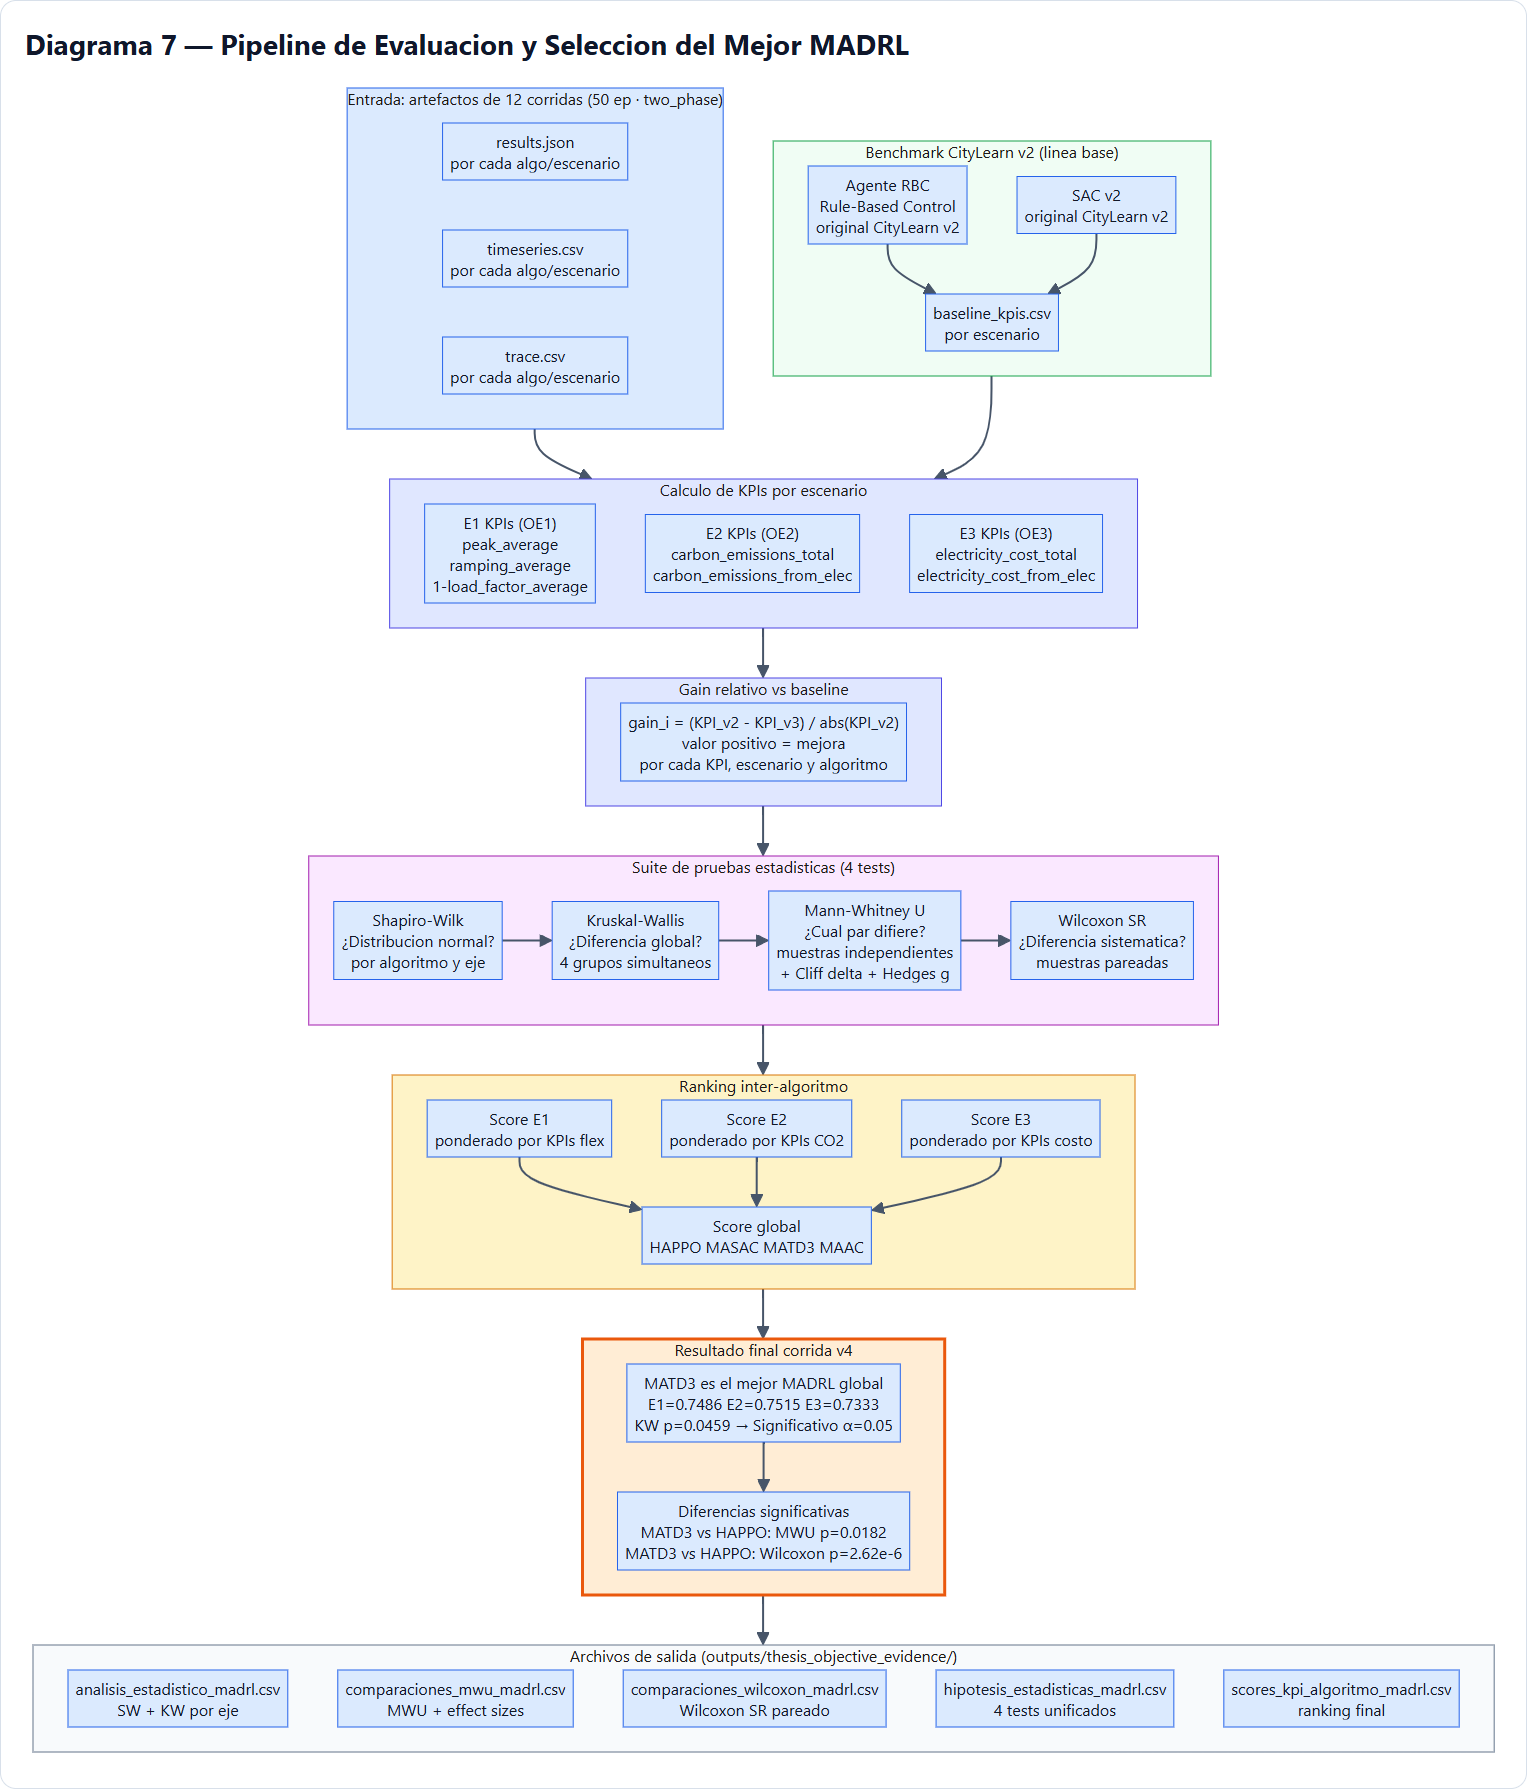 Diagrama 7 — Pipeline de Evaluacion y Seleccion del Mejor MADRL
Entrada: artefactos de 12 corridas (50 ep · two_phase)
results.json
por cada algo/escenario
timeseries.csv
por cada algo/escenario
trace.csv
por cada algo/escenario
Benchmark CityLearn v2 (linea base)
Agente RBC
Rule-Based Control
original CityLearn v2
SAC v2
original CityLearn v2
baseline_kpis.csv
por escenario
Calculo de KPIs por escenario
E1 KPIs (OE1)
peak_average
ramping_average
1-load_factor_average
E2 KPIs (OE2)
carbon_emissions_total
carbon_emissions_from_elec
E3 KPIs (OE3)
electricity_cost_total
electricity_cost_from_elec
Gain relativo vs baseline
gain_i = (KPI_v2 - KPI_v3) / abs(KPI_v2)
valor positivo = mejora
por cada KPI, escenario y algoritmo
Suite de pruebas estadisticas (4 tests)
Shapiro-Wilk
¿Distribucion normal?
por algoritmo y eje
Kruskal-Wallis
¿Diferencia global?
4 grupos simultaneos
Mann-Whitney U
¿Cual par difiere?
muestras independientes
+ Cliff delta + Hedges g
Wilcoxon SR
¿Diferencia sistematica?
muestras pareadas
Ranking inter-algoritmo
Score E1
ponderado por KPIs flex
Score E2
ponderado por KPIs CO2
Score E3
ponderado por KPIs costo
Score global
HAPPO MASAC MATD3 MAAC
Resultado final corrida v4
MATD3 es el mejor MADRL global
E1=0.7486 E2=0.7515 E3=0.7333
KW p=0.0459 → Significativo α=0.05
Diferencias significativas
MATD3 vs HAPPO: MWU p=0.0182
MATD3 vs HAPPO: Wilcoxon p=2.62e-6
Archivos de salida (outputs/thesis_objective_evidence/)
analisis_estadistico_madrl.csv
SW + KW por eje
comparaciones_mwu_madrl.csv
MWU + effect sizes
comparaciones_wilcoxon_madrl.csv
Wilcoxon SR pareado
hipotesis_estadisticas_madrl.csv
4 tests unificados
scores_kpi_algoritmo_madrl.csv
ranking final